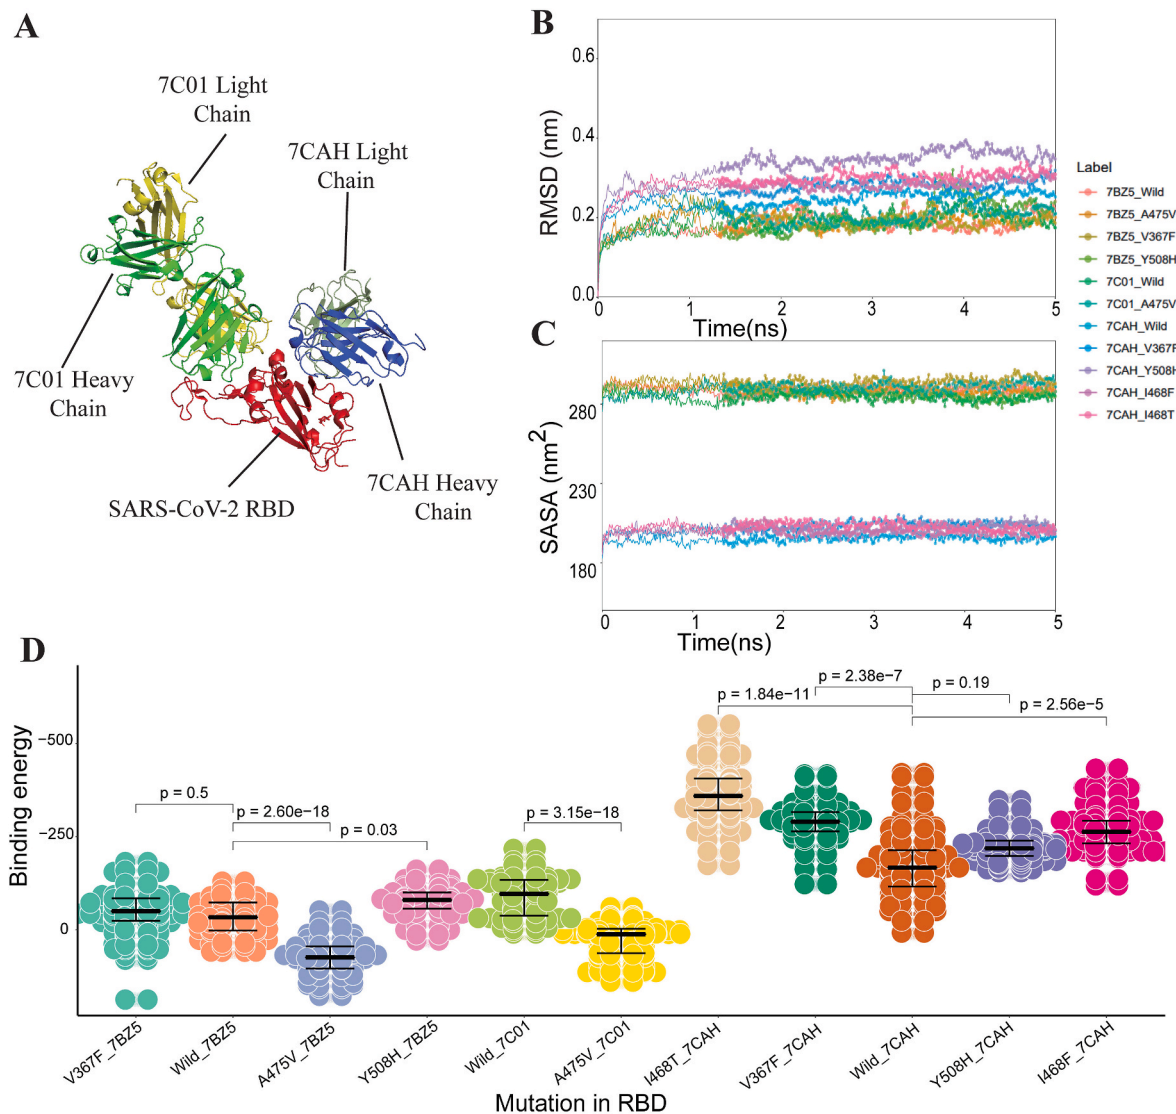 A
7C01 Light
Chain
7CAH Light
Chain
7C01 Heavy
Chain
SARS-CoV-2 RBD
7CAH Heavy
Chain
B
RMSD (nm)
0.6
0.4
0.2
0.0
0
1
2
3
4
5
Time(ns)
C
SASA (nm2)
280
230
180
0
1
2
3
4
5
Time(ns)
Label
7BZ5_Wild
7BZ5_A475V
7BZ5_V367F
7BZ5_Y508H
7C01_Wild
7C01_A475V
7CAH_Wild
7CAH_V367F
7CAH_Y508H
7CAH_I468F
7CAH_I468T
D
Binding energy
−500
−250
0
p = 0.5
p = 2.60e−18
p = 0.03
p = 3.15e−18
p = 2.38e−7
p = 1.84e−11
p = 0.19
p = 2.56e−5
V367F_7BZ5
Wild_7BZ5
A475V_7BZ5
Y508H_7BZ5
Wild_7C01
A475V_7C01
I468T_7CAH
V367F_7CAH
Wild_7CAH
Y508H_7CAH
I468F_7CAH
Mutation in RBD